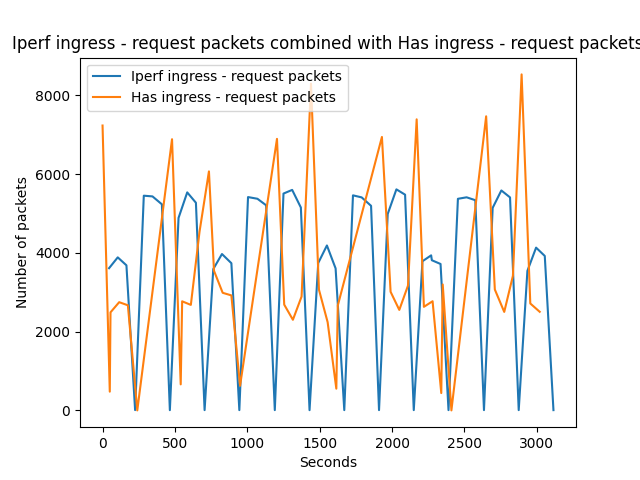 Iperf ingress - request packets combined with Has ingress - request packets
Iperf ingress - request packets
Has ingress - request packets
Number of packets
8000
6000
4000
2000
0
0 500 1000 1500 2000 2500 3000
Seconds